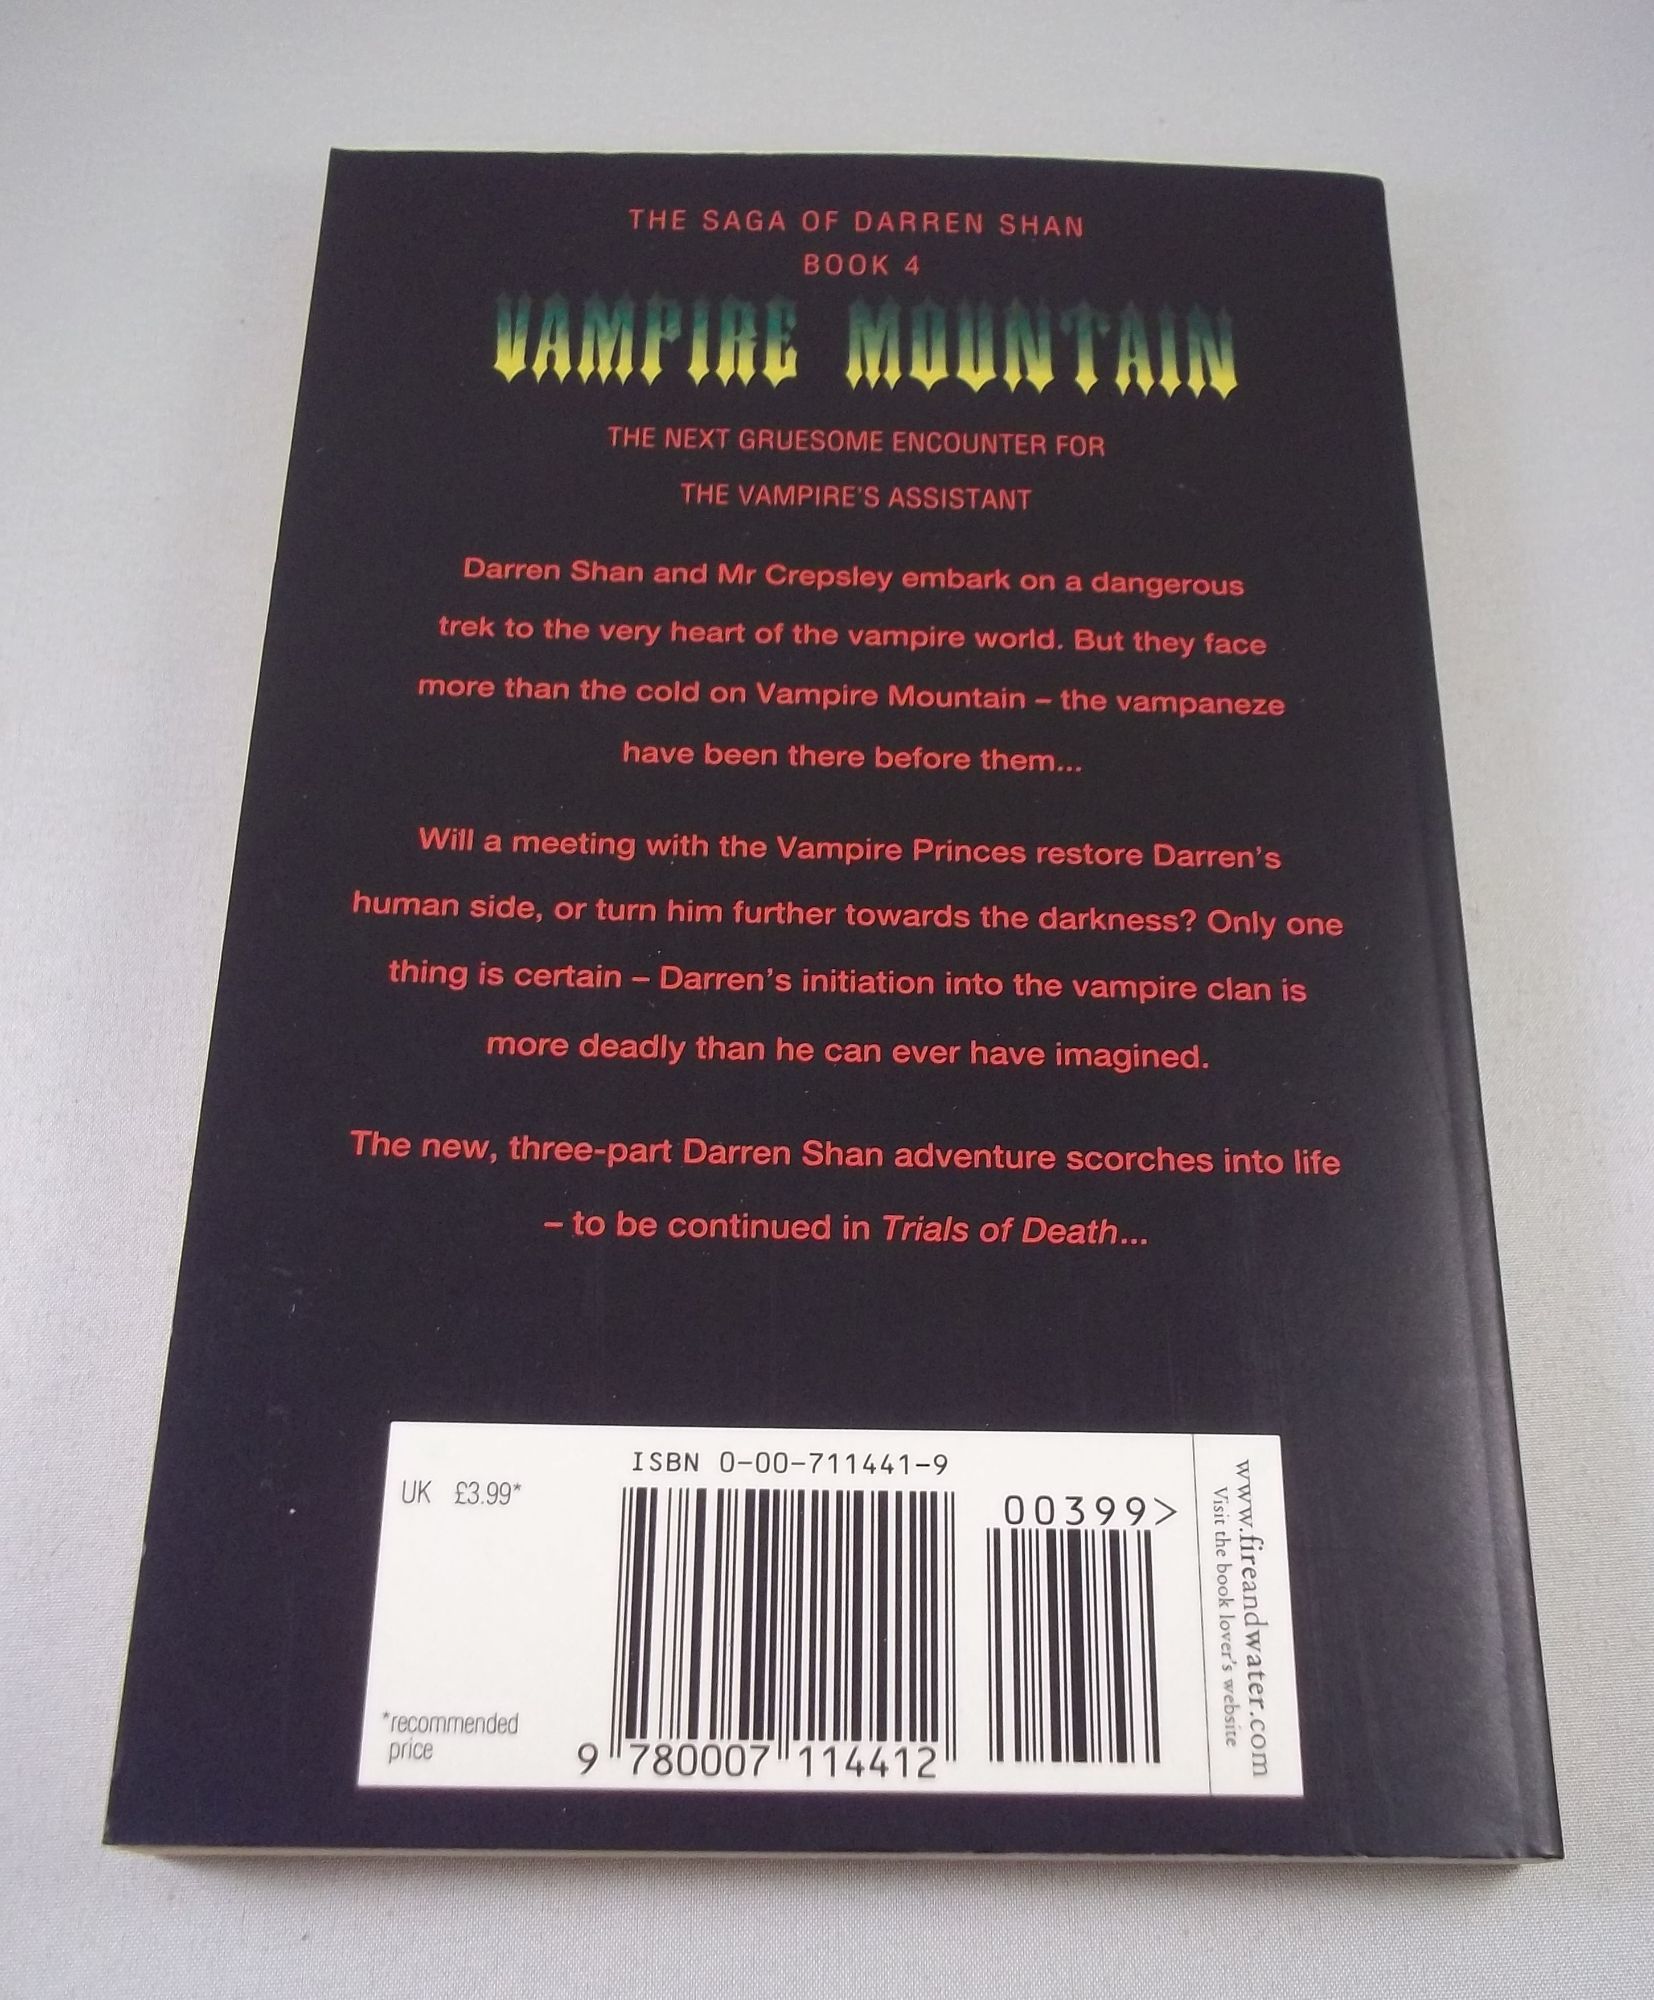 THE SAGA OF DARREN SHAN
BOOK 4
VAMPIRE MOUNTAIN
THE NEXT GRUESOME ENCOUNTER FOR
THE VAMPIRE'S ASSISTANT
Darren Shan and Mr Crepsley embark on a dangerous
trek to the very heart of the vampire world. But they face
more than the cold on Vampire Mountain – the vampaneze
have been there before them...
Will a meeting with the Vampire Princes restore Darren's
human side, or turn him further towards the darkness? Only one
thing is certain – Darren's initiation into the vampire clan is
more deadly than he can ever have imagined.
The new, three-part Darren Shan adventure scorches into life
– to be continued in Trials of Death...
UK £3.99*
*recommended
price
ISBN 0-00-711441-9
9 780007 114412
00399>
www.fireandwater.com
Visit the book lover's website